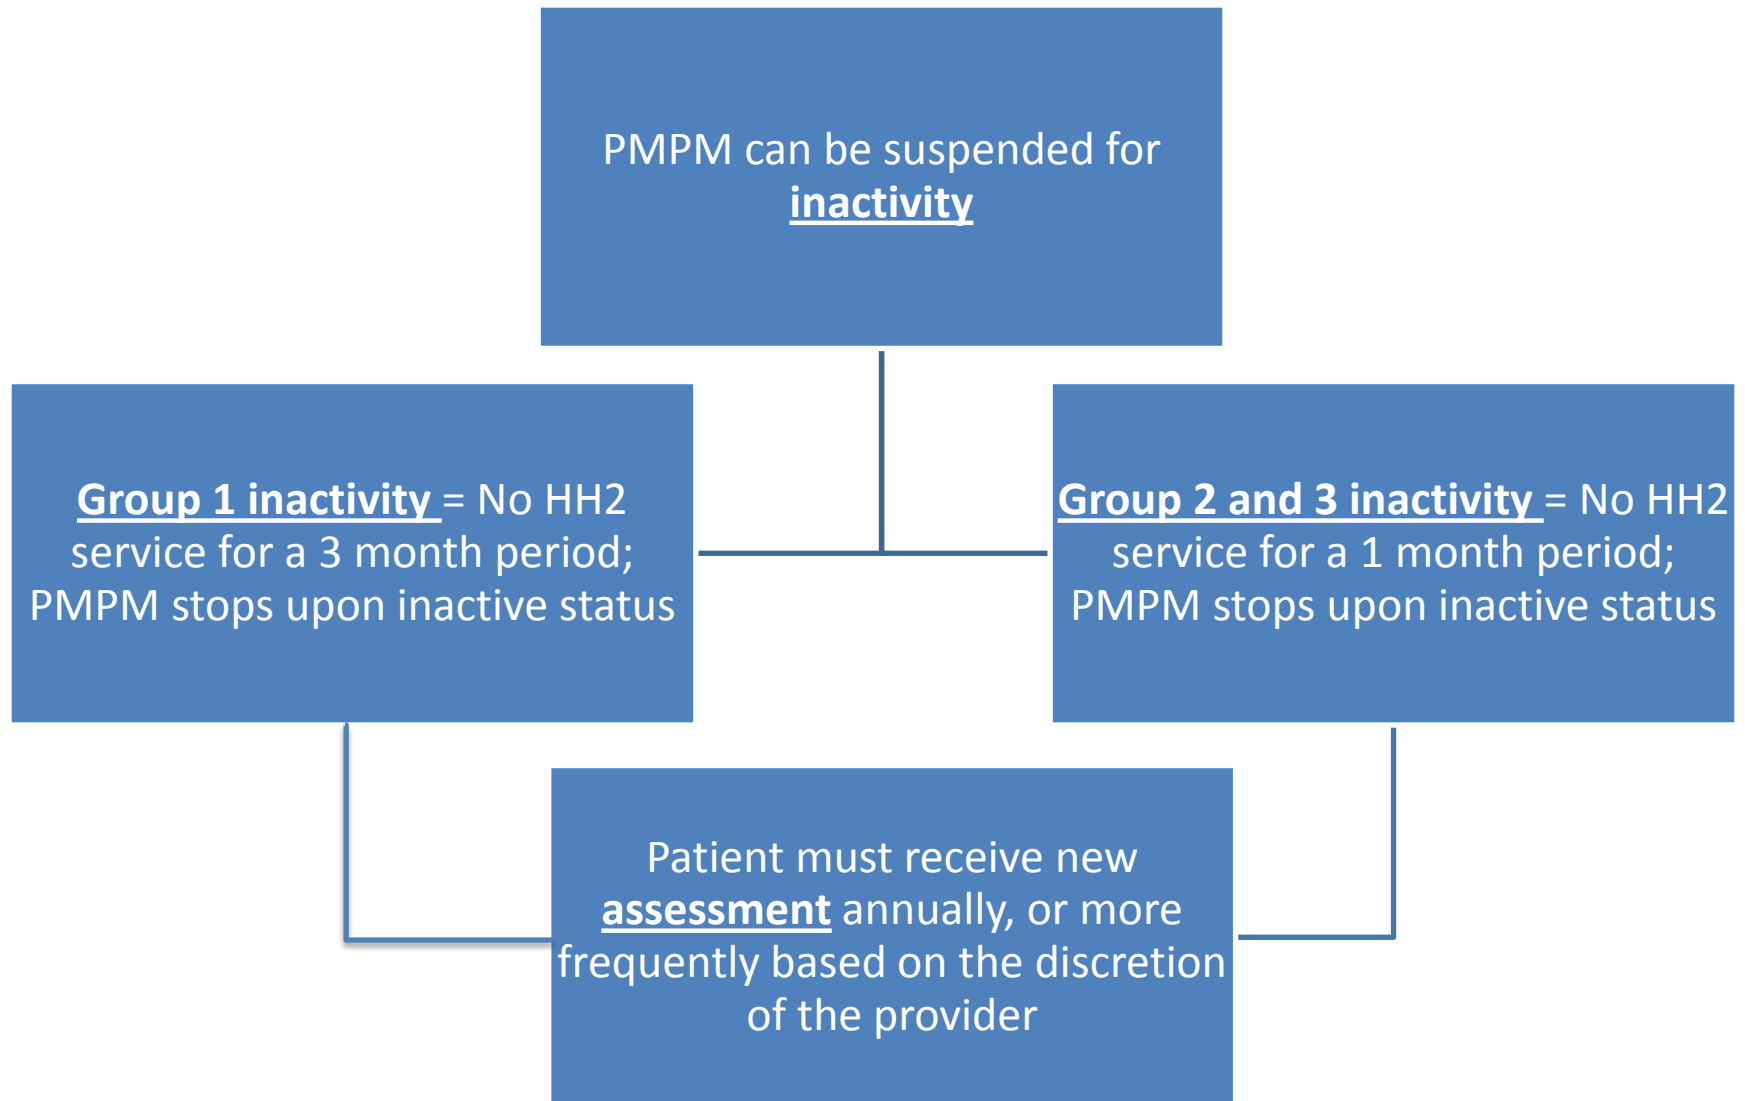 PMPM can be suspended for
inactivity
Group 1 inactivity = No HH2
service for a 3 month period;
PMPM stops upon inactive status
Group 2 and 3 inactivity = No HH2
service for a 1 month period;
PMPM stops upon inactive status
Patient must receive new
assessment annually, or more
frequently based on the discretion
of the provider